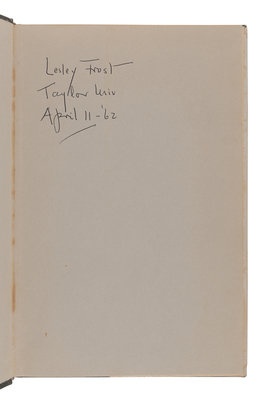 Lesley Frost
Taylor Univ
April 11-'62